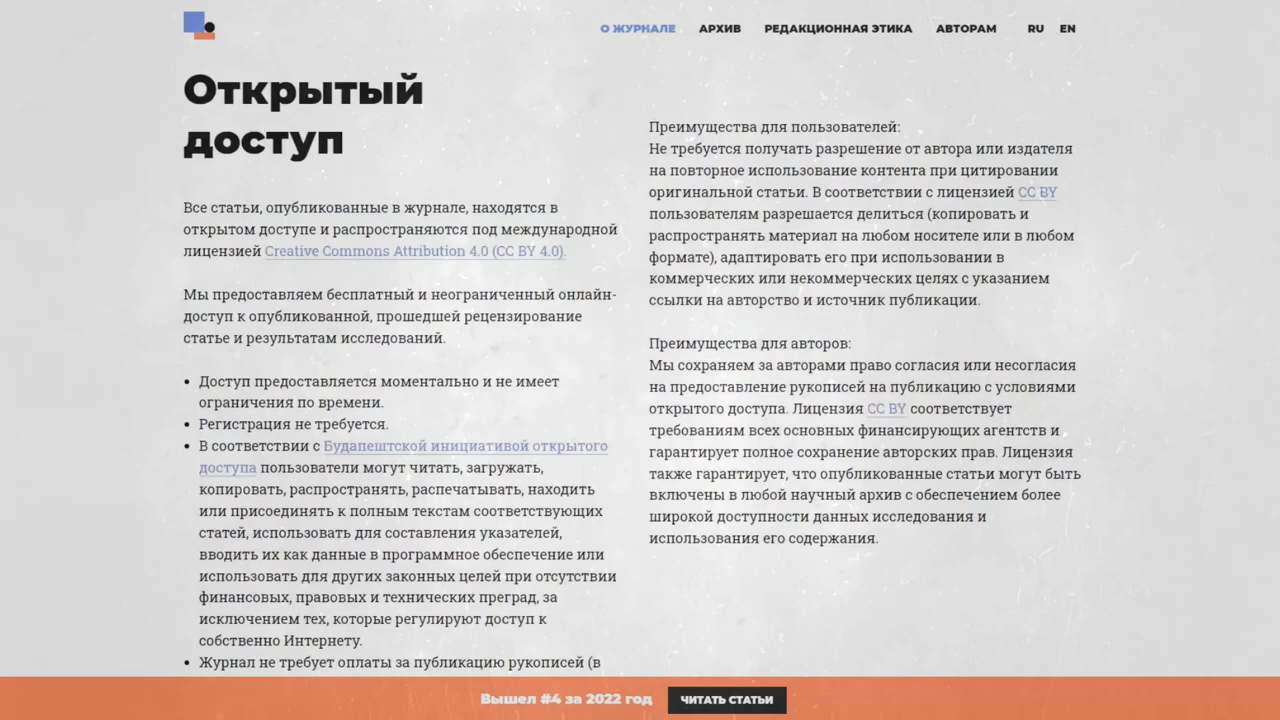 О ЖУРНАЛЕ АРХИВ РЕДАКЦИОННАЯ ЭТИКА АВТОРАМ RU EN
Открытый
доступ
Все статьи, опубликованные в журнале, находятся в
открытом доступе и распространяются под международной
лицензией Creative Commons Attribution 4.0 (CC BY 4.0).
Мы предоставляем бесплатный и неограниченный онлайн-
доступ к опубликованной, прошедшей рецензирование
статье и результатам исследований.
• Доступ предоставляется моментально и не имеет
ограничения по времени.
• Регистрация не требуется.
• В соответствии с Будапештской инициативой открытого
доступа пользователи могут читать, загружать,
копировать, распространять, распечатывать, находить
или присоединять к полным текстам соответствующих
статей, использовать для составления указателей,
вводить их как данные в программное обеспечение или
использовать для других законных целей при отсутствии
финансовых, правовых и технических преград, за
исключением тех, которые регулируют доступ к
собственно Интернету.
• Журнал не требует оплаты за публикацию рукописей (в
Преимущества для пользователей:
Не требуется получать разрешение от автора или издателя
на повторное использование контента при цитировании
оригинальной статьи. В соответствии с лицензией CC BY
пользователям разрешается делиться (копировать и
распространять материал на любом носителе или в любом
формате), адаптировать его при использовании в
коммерческих или некоммерческих целях с указанием
ссылки на авторство и источник публикации.
Преимущества для авторов:
Мы сохраняем за авторами право согласия или несогласия
на предоставление рукописей на публикацию с условиями
открытого доступа. Лицензия CC BY соответствует
требованиям всех основных финансирующих агентств и
гарантирует полное сохранение авторских прав. Лицензия
также гарантирует, что опубликованные статьи могут быть
включены в любой научный архив с обеспечением более
широкой доступности данных исследования и
использования его содержания.
Вышел #4 за 2022 год ЧИТАТЬ СТАТЬИ